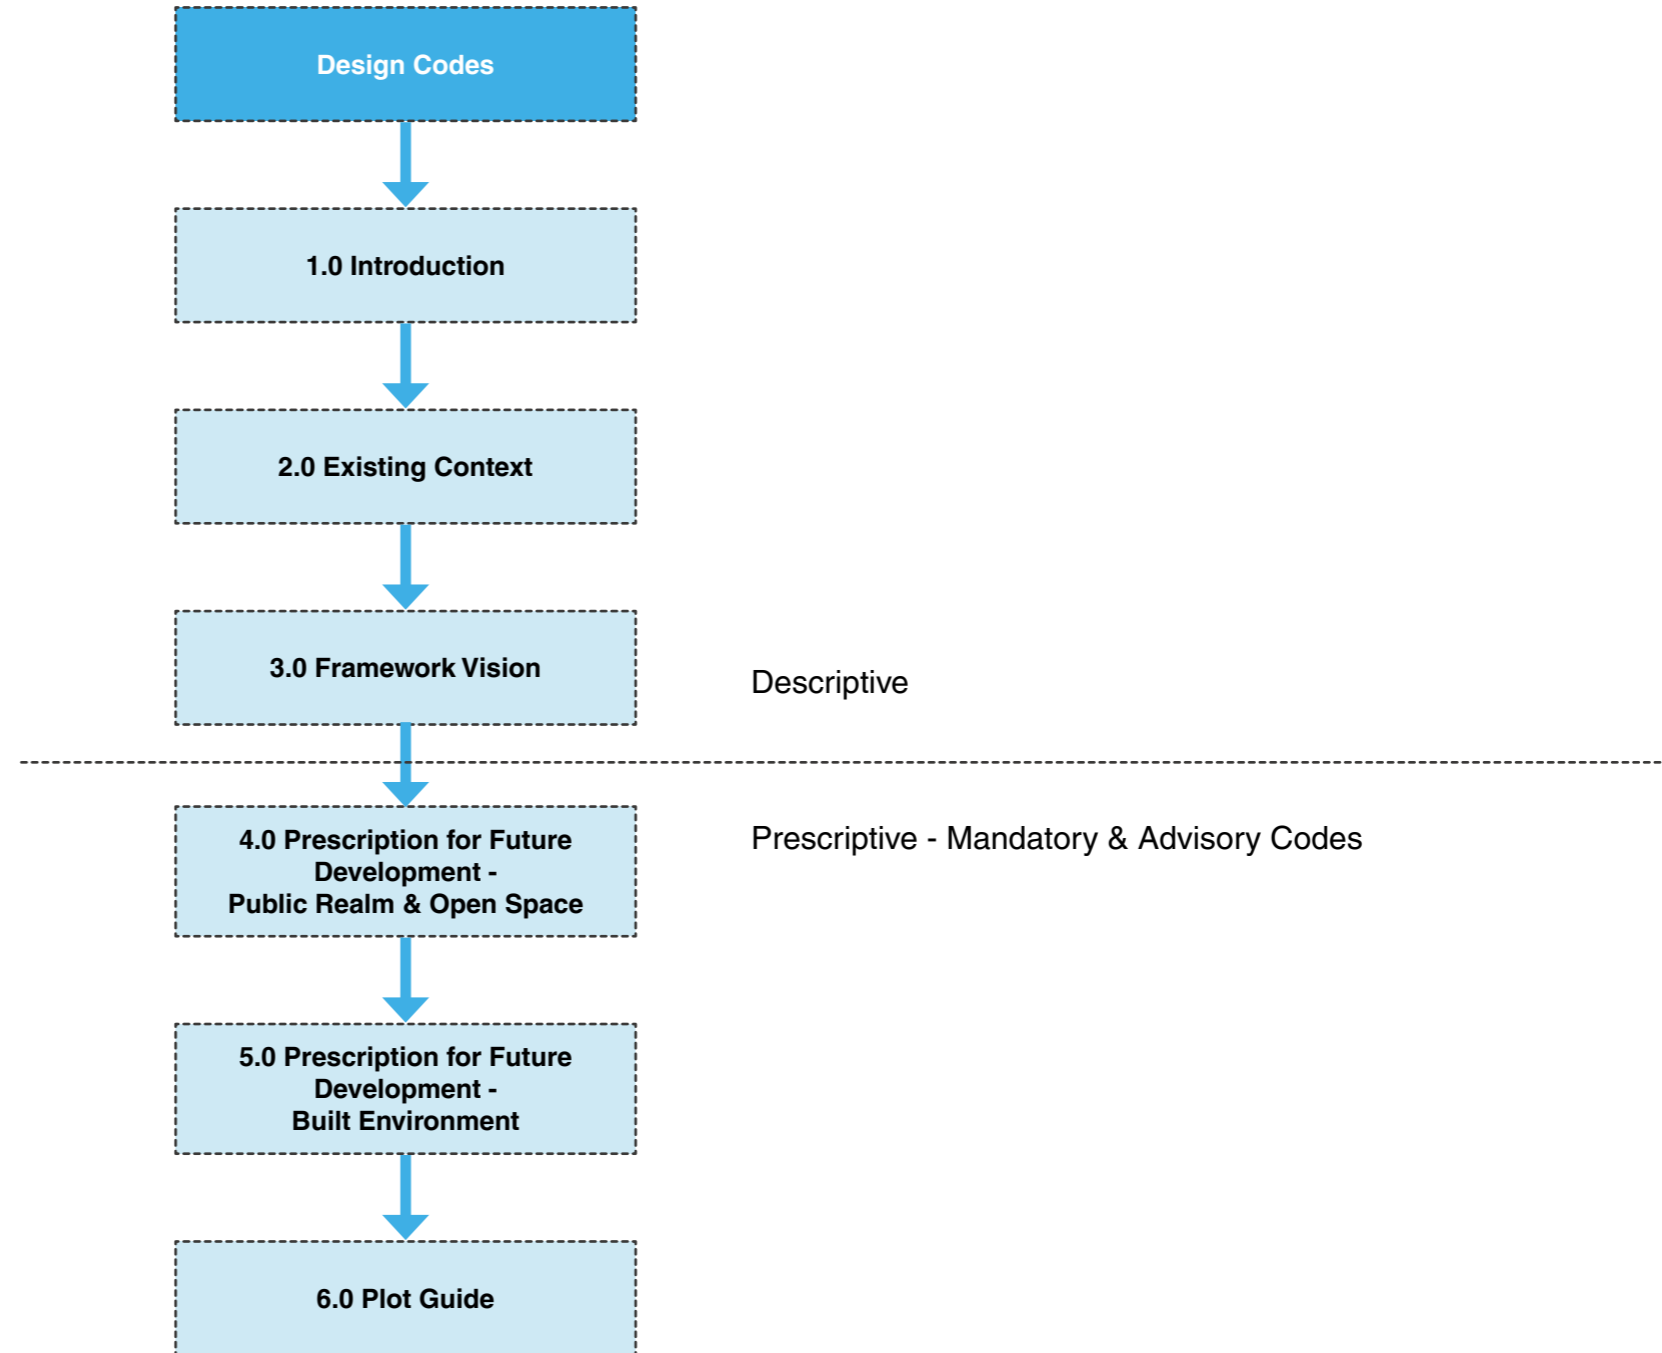 Design Codes
1.0 Introduction
2.0 Existing Context
3.0 Framework Vision
Descriptive
4.0 Prescription for Future
Development -
Public Realm & Open Space
Prescriptive - Mandatory & Advisory Codes
5.0 Prescription for Future
Development -
Built Environment
6.0 Plot Guide